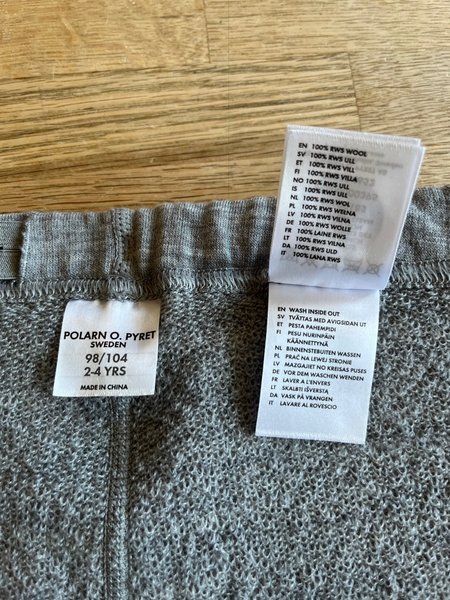 POLARN O. PYRET
SWEDEN
98/104
2-4 YRS
MADE IN CHINA
EN 100% RWS WOOL
SV 100% RWS ULL
ET 100% RWS VILL
FI 100% RWS VILLA
NO 100% RWS ULL
IS 100% RWS ULL
NL 100% RWS WOL
PL 100% RWS WEENA
LV 100% RWS VILNA
DE 100% RWS WOLLE
FR 100% LAINE RWS
LT 100% RWS VILNA
DA 100% RWS ULD
IT 100% LANA RWS
EN WASH INSIDE OUT
SV TVÄTTAS MED AVIGSIDAN UT
ET PESTA PAHEMPIDI
FI PESU NURINPÄIN
KÄÄNNETTYNÄ
NL BINNENSTEBUITEN WASSEN
PL PRAĆ NA LEWEJ STRONIE
LV MAZGAJIET NO KREISAS PUSES
DE VOR DEM WASCHEN WENDEN
FR LAVER A L'ENVERS
LT SKALBTI IŠVERSTĄ
DA VASK PÅ VRANGEN
IT LAVARE AL ROVESCIO